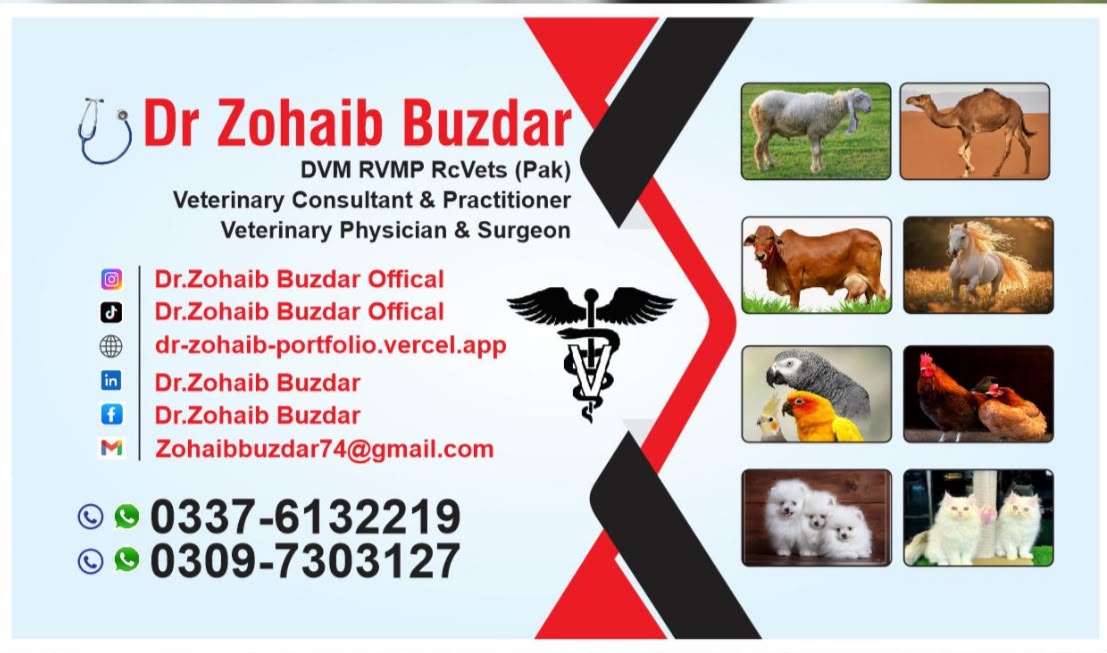 Dr Zohaib Buzdar
DVM RVMP RcVets (Pak)
Veterinary Consultant & Practitioner
Veterinary Physician & Surgeon
Dr.Zohaib Buzdar Offical
Dr.Zohaib Buzdar Offical
dr-zohaib-portfolio.vercel.app
in
Dr.Zohaib Buzdar
f
Dr.Zohaib Buzdar
M
Zohaibbuzdar74@gmail.com
V
0337-6132219
0309-7303127